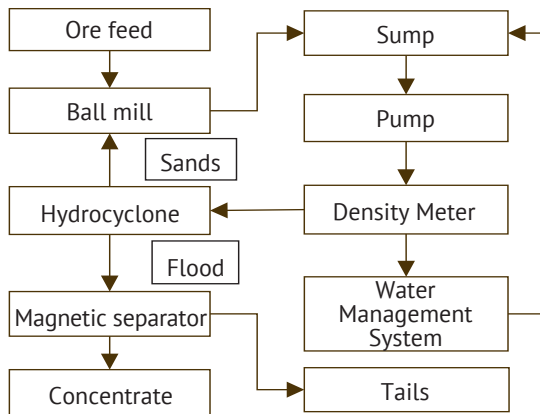 Ore feed
Sump
Ball mill
Pump
Sands
Hydrocyclone
Density Meter
Flood
Magnetic separator
Water
Management
System
Concentrate
Tails